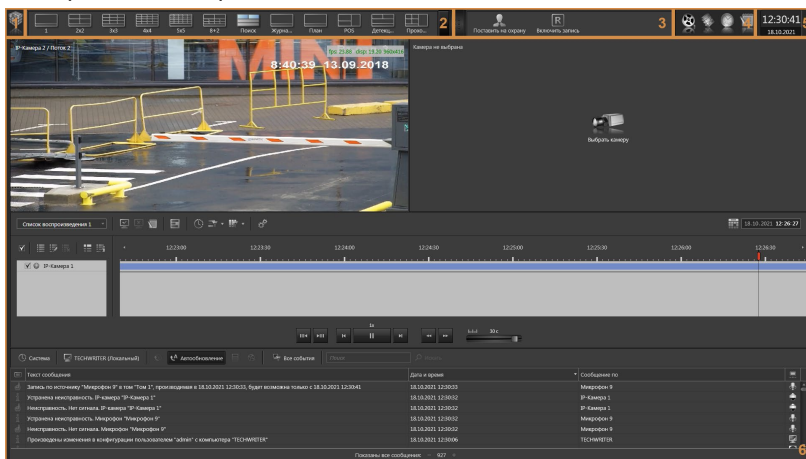 1 2x2 3x3 4x4 5x5 8+2 Поиск Журна... План POS Детекц... Прохо... 2
Поставить на охрану R Включить запись 3
12:30:41 5
18.10.2021
IP-Камера 2 / Поток 2
8:40:39 13.09.2018
Камера не выбрана
Выбрать камеру
Список воспроизведения 1
18.10.2021 12:26:27
12:23:00 12:23:30 12:24:00 12:24:30 12:25:00 12:25:30 12:26:00 12:26:30
IP-Камера 1
1x
10 с
Система TECHWRITER (Локальный) Автообновление Все события Поиск
Текст сообщения Дата и время Сообщение по
Запись по источнику "Микрофон 9" в том "Том 1", производимая в 18.10.2021 12:30:33, будет возможна только с 18.10.2021 12:30:41 18.10.2021 12:30:33 Микрофон 9
Устранена неисправность. IP-камера "IP-Камера 1" 18.10.2021 12:30:32 IP-Камера 1
Неисправность. Нет сигнала. IP-камера "IP-Камера 1" 18.10.2021 12:30:32 IP-Камера 1
Устранена неисправность. Микрофон "Микрофон 9" 18.10.2021 12:30:32 Микрофон 9
Неисправность. Нет сигнала. Микрофон "Микрофон 9" 18.10.2021 12:30:32 Микрофон 9
Произведены изменения в конфигурации пользователем "admin" с компьютера "TECHWRITER" 18.10.2021 12:30:06 TECHWRITER
6
Показаны все сообщения: 927